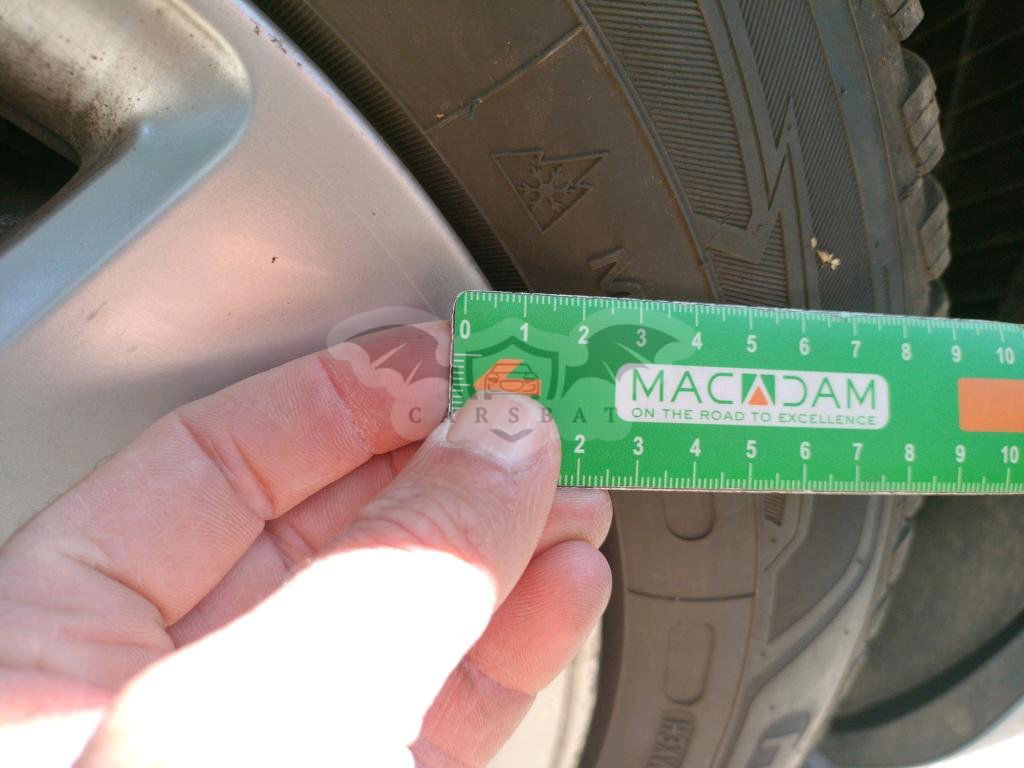 0 1 2 3 4 5 6 7 8 9 10
MACADAM
ON THE ROAD TO EXCELLENCE
CARSEAT
2 3 4 5 6 7 8 9 10